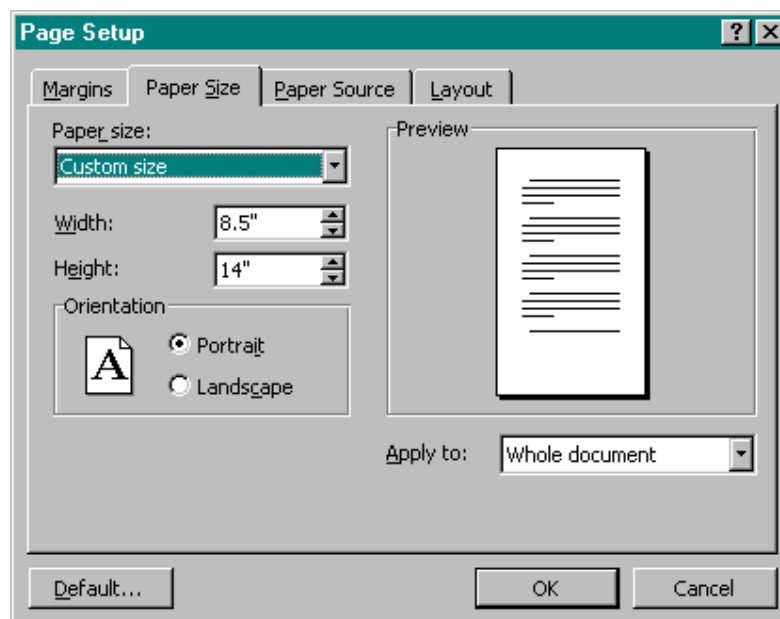 Page Setup
Margins Paper Size Paper Source Layout
Paper size:
Custom size
Width: 8.5"
Height: 14"
Orientation
A
Portrait
Landscape
Preview
Apply to: Whole document
Default... OK Cancel